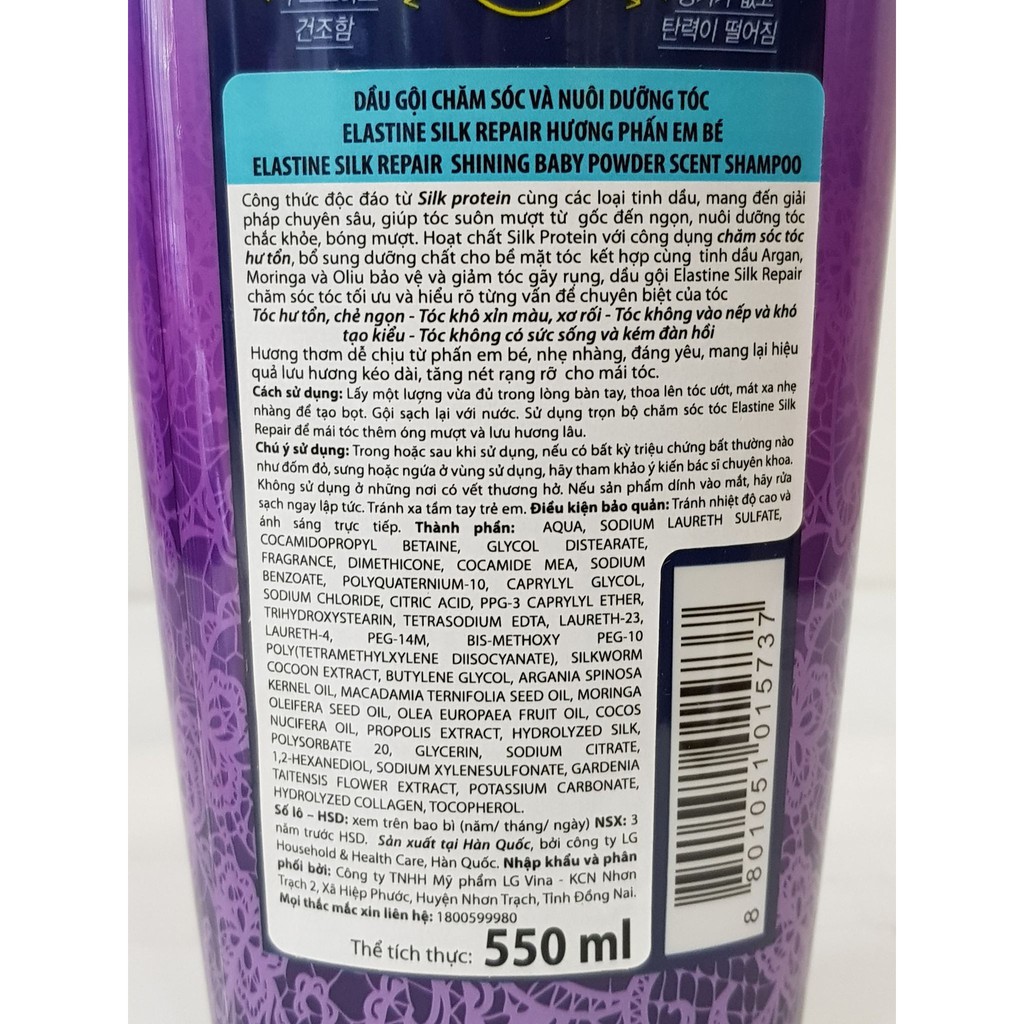 건조함
탄력이 떨어짐
DẦU GỘI CHĂM SÓC VÀ NUÔI DƯỠNG TÓC
ELASTINE SILK REPAIR HƯƠNG PHẤN EM BÉ
ELASTINE SILK REPAIR SHINING BABY POWDER SCENT SHAMPOO
Công thức độc đáo từ Silk protein cùng các loại tinh dầu, mang đến giải
pháp chuyên sâu, giúp tóc suôn mượt từ gốc đến ngọn, nuôi dưỡng tóc
chắc khỏe, bóng mượt. Hoạt chất Silk Protein với công dụng chăm sóc tóc
hư tổn, bổ sung dưỡng chất cho bề mặt tóc kết hợp cùng tinh dầu Argan,
Moringa và Oliu bảo vệ và giảm tóc gãy rụng, dầu gội Elastine Silk Repair
chăm sóc tóc tối ưu và hiểu rõ từng vấn đề chuyên biệt của tóc
Tóc hư tổn, chẻ ngọn - Tóc khô xỉn màu, xơ rối - Tóc không vào nếp và khó
tạo kiểu - Tóc không có sức sống và kém đàn hồi
Hương thơm dễ chịu từ phấn em bé, nhẹ nhàng, đáng yêu, mang lại hiệu
quả lưu hương kéo dài, tăng nét rạng rỡ cho mái tóc.
Cách sử dụng: Lấy một lượng vừa đủ trong lòng bàn tay, thoa lên tóc ướt, mát xa nhẹ
nhàng để tạo bọt. Gội sạch lại với nước. Sử dụng trọn bộ chăm sóc tóc Elastine Silk
Repair để mái tóc thêm óng mượt và lưu hương lâu.
Chú ý sử dụng: Trong hoặc sau khi sử dụng, nếu có bất kỳ triệu chứng bất thường nào
như đốm đỏ, sưng hoặc ngứa ở vùng sử dụng, hãy tham khảo ý kiến bác sĩ chuyên khoa.
Không sử dụng ở những nơi có vết thương hở. Nếu sản phẩm dính vào mắt, hãy rửa
sạch ngay lập tức. Tránh xa tầm tay trẻ em. Điều kiện bảo quản: Tránh nhiệt độ cao và
ánh sáng trực tiếp. Thành phần: AQUA, SODIUM LAURETH SULFATE,
COCAMIDOPROPYL BETAINE, GLYCOL DISTEARATE,
FRAGRANCE, DIMETHICONE, COCAMIDE MEA, SODIUM
BENZOATE, POLYQUATERNIUM-10, CAPRYLYL GLYCOL,
SODIUM CHLORIDE, CITRIC ACID, PPG-3 CAPRYLYL ETHER,
TRIHYDROXYSTEARIN, TETRASODIUM EDTA, LAURETH-23,
LAURETH-4, PEG-14M, BIS-METHOXY PEG-10
POLY(TETRAMETHYLXYLENE DIISOCYANATE), SILKWORM
COCOON EXTRACT, BUTYLENE GLYCOL, ARGANIA SPINOSA
KERNEL OIL, MACADAMIA TERNIFOLIA SEED OIL, MORINGA
OLEIFERA SEED OIL, OLEA EUROPAEA FRUIT OIL, COCOS
NUCIFERA OIL, PROPOLIS EXTRACT, HYDROLYZED SILK,
POLYSORBATE 20, GLYCERIN, SODIUM CITRATE,
1,2-HEXANEDIOL, SODIUM XYLENESULFONATE, GARDENIA
TAITENSIS FLOWER EXTRACT, POTASSIUM CARBONATE,
HYDROLYZED COLLAGEN, TOCOPHEROL.
Số lô – HSD: xem trên bao bì (năm/ tháng/ ngày) NSX: 3
năm trước HSD. Sản xuất tại Hàn Quốc, bởi công ty LG
Household & Health Care, Hàn Quốc. Nhập khẩu và phân
phối bởi: Công ty TNHH Mỹ phẩm LG Vina - KCN Nhơn
Trạch 2, Xã Hiệp Phước, Huyện Nhơn Trạch, Tỉnh Đồng Nai.
Mọi thắc mắc xin liên hệ: 1800599980
Thể tích thực: 550 ml
8 801051 015737